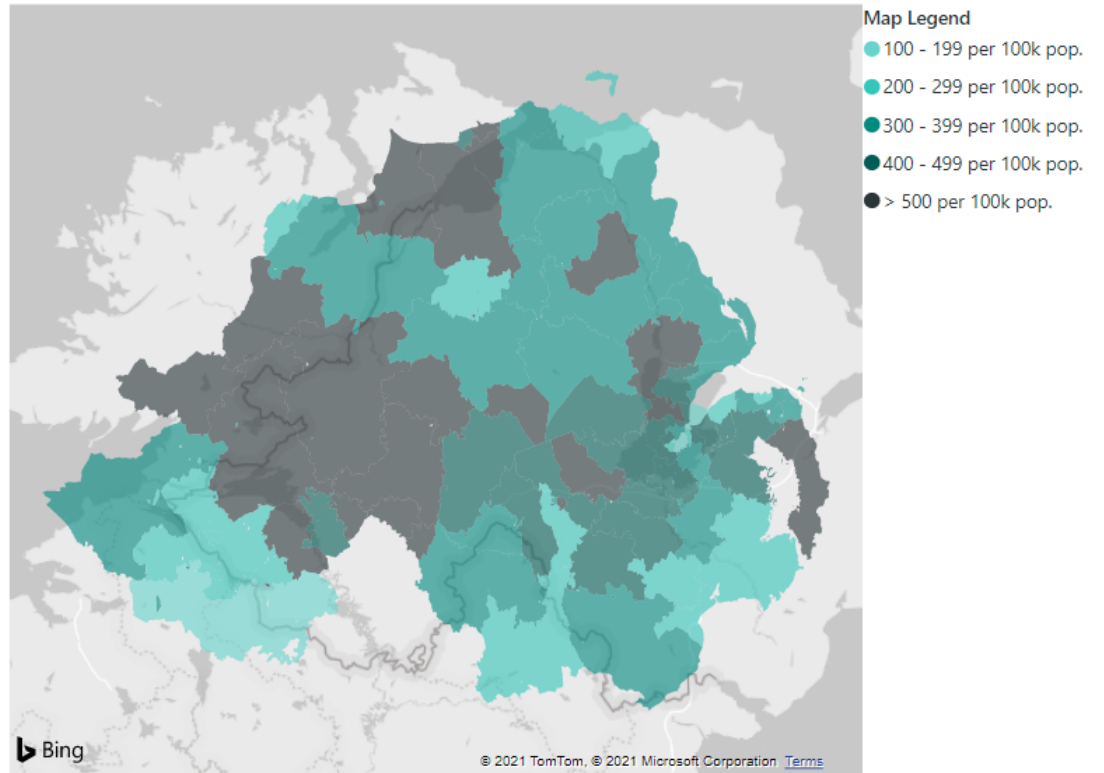 Map Legend
100 - 199 per 100k pop.
200 - 299 per 100k pop.
300 - 399 per 100k pop.
400 - 499 per 100k pop.
> 500 per 100k pop.
Bing
© 2021 TomTom, © 2021 Microsoft Corporation Terms